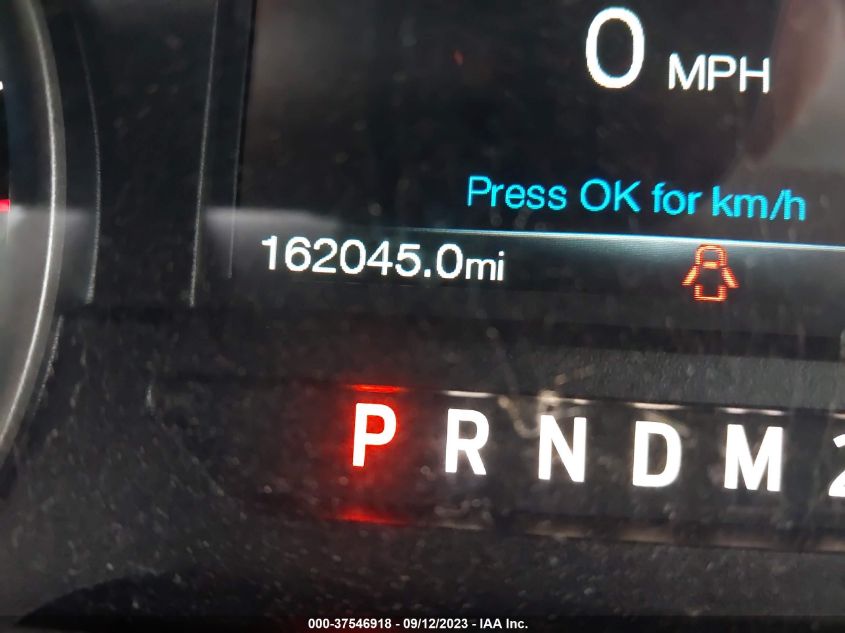 0 MPH
Press OK for km/h
162045.0mi
P R N D M 2
000-37546918 - 09/12/2023 - IAA Inc.